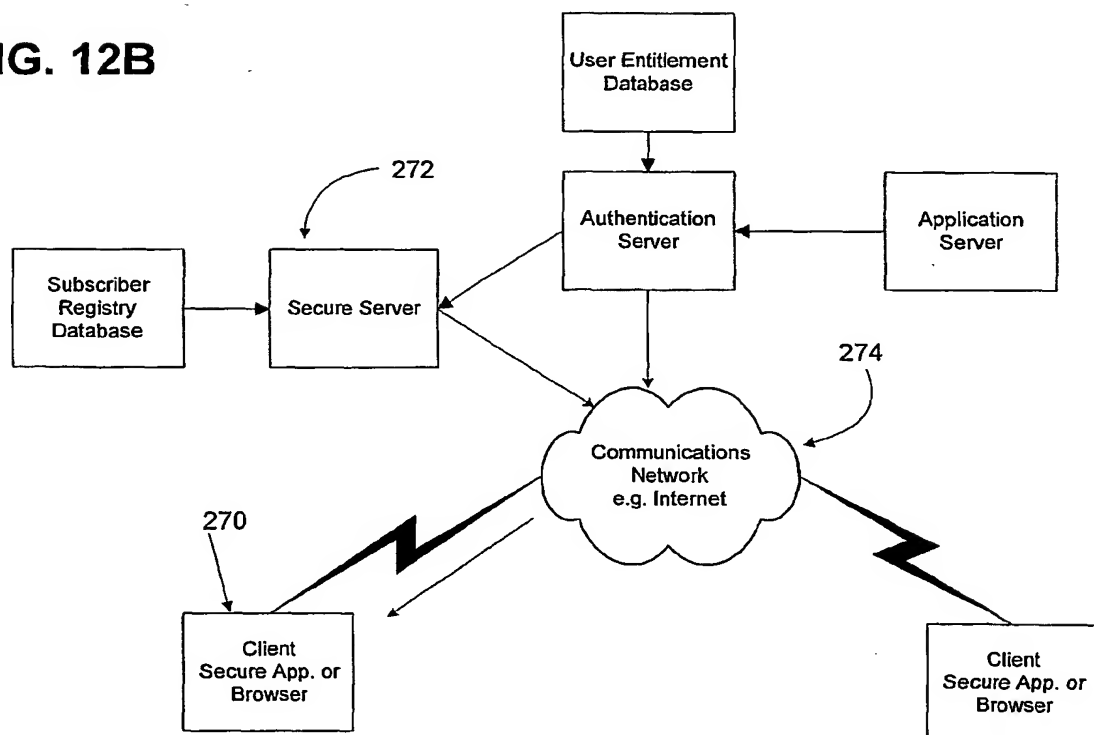 IG. 12B
User Entitlement
Database
272
Authentication
Server
Application
Server
Subscriber
Registry
Database
Secure Server
274
Communications
Network
e.g. Internet
270
Client
Secure App. or
Browser
Client
Secure App. or
Browser